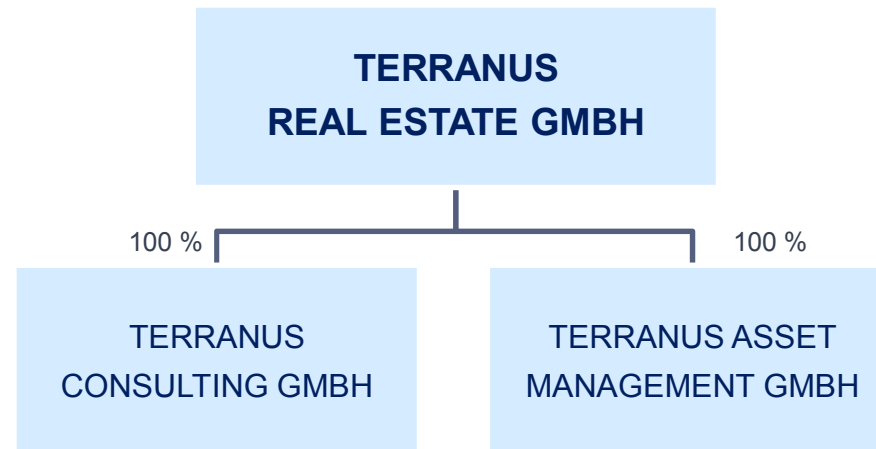 TERRANUS
REAL ESTATE GMBH
100 %
100 %
TERRANUS
CONSULTING GMBH
TERRANUS ASSET
MANAGEMENT GMBH